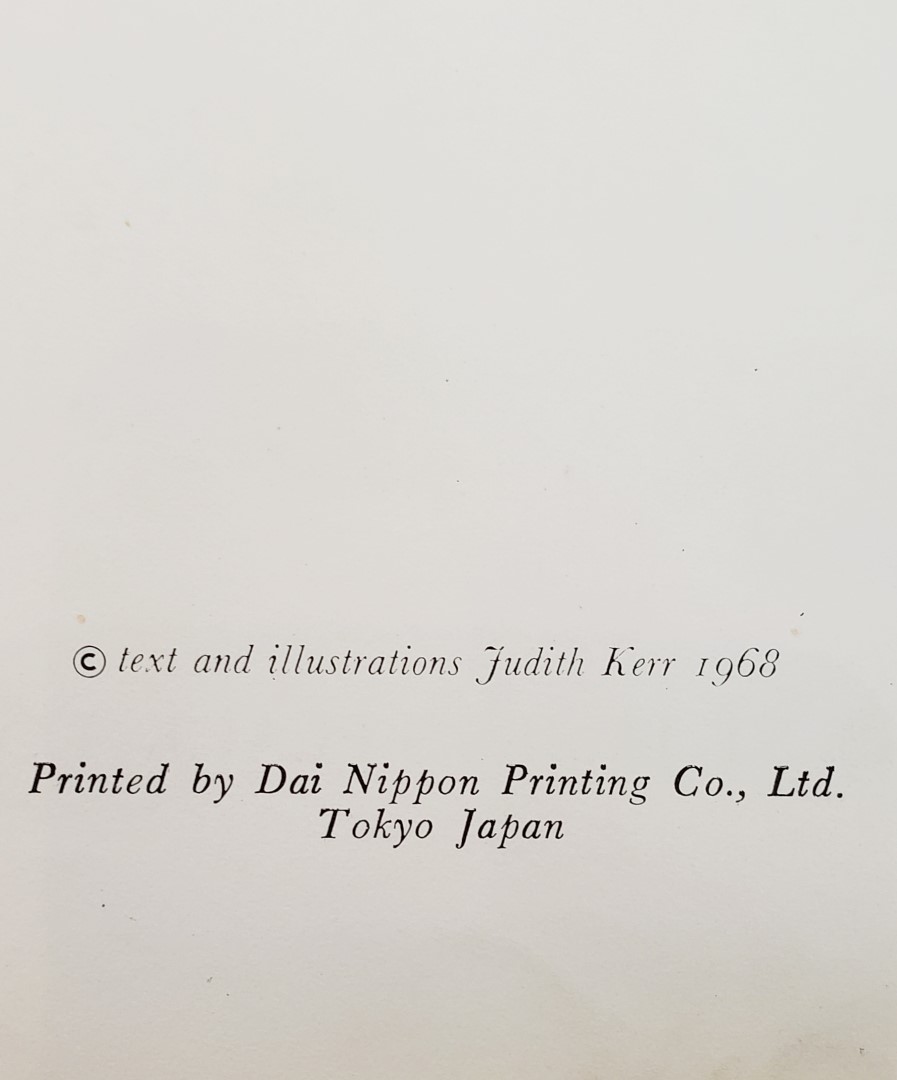 © text and illustrations Judith Kerr 1968
Printed by Dai Nippon Printing Co., Ltd.
Tokyo Japan